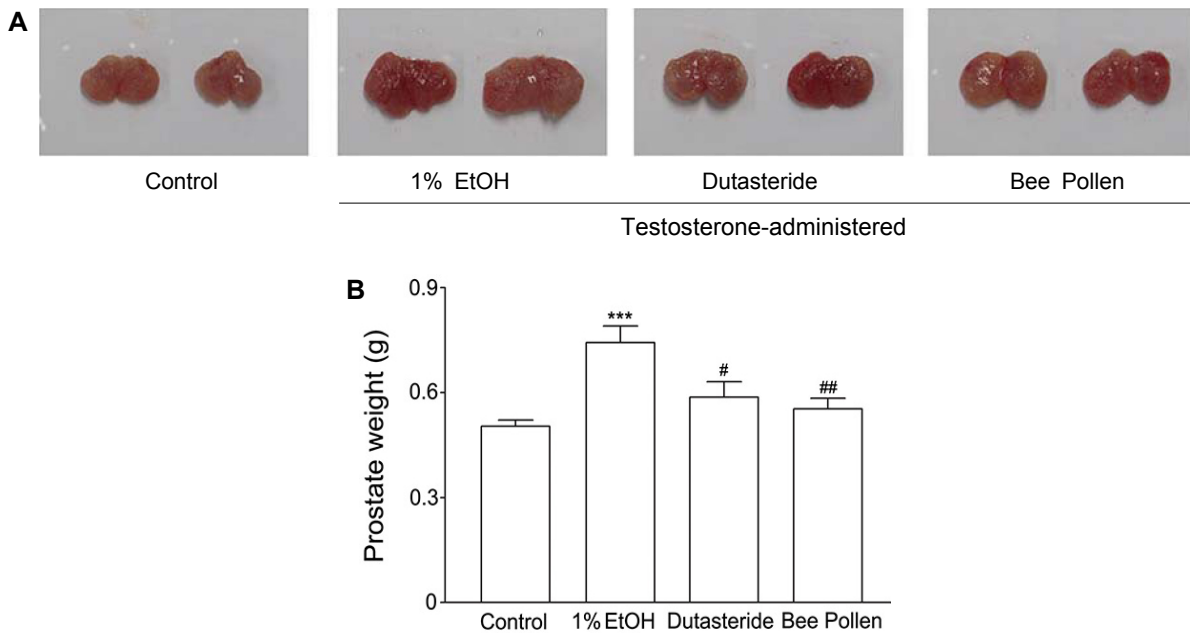 A
Control
1% EtOH
Dutasteride
Bee Pollen
Testosterone-administered
B
Prostate weight (g)
0.9
0.6
0.3
0
***
#
##
Control
1% EtOH
Dutasteride
Bee Pollen